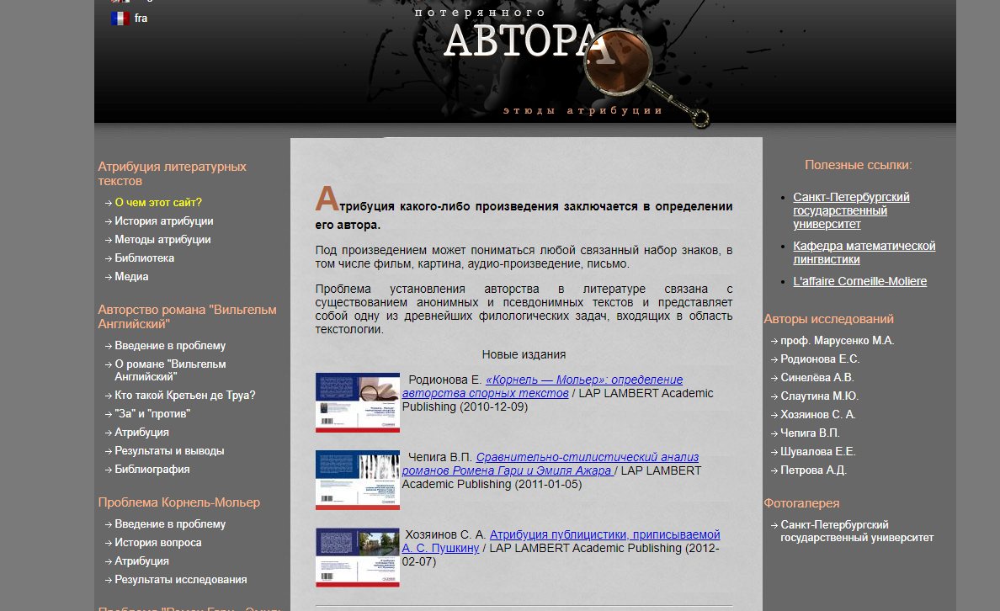 fra
потерянного
АВТОРА
этюды атрибуции
Атрибуция литературных
текстов
О чем этот сайт?
История атрибуции
Методы атрибуции
Библиотека
Медиа
Авторство романа "Вильгельм
Английский"
Введение в проблему
О романе "Вильгельм
Английский"
Кто такой Кретьен де Труа?
"За" и "против"
Атрибуция
Результаты и выводы
Библиография
Проблема Корнель-Мольер
Введение в проблему
История вопроса
Атрибуция
Результаты исследования
Атрибуция какого-либо произведения заключается в определении
его автора.
Под произведением может пониматься любой связанный набор знаков, в
том числе фильм, картина, аудио-произведение, письмо.
Проблема установления авторства в литературе связана с
существованием анонимных и псевдонимных текстов и представляет
собой одну из древнейших филологических задач, входящих в область
текстологии.
Новые издания
Родионова Е. «Корнель — Мольер»: определение
авторства спорных текстов / LAP LAMBERT Academic
Publishing (2010-12-09)
Чепига В.П. Сравнительно-стилистический анализ
романов Ромена Гари и Эмиля Ажара / LAP LAMBERT
Academic Publishing (2011-01-05)
Хозяинов С. А. Атрибуция публицистики, приписываемой
А. С. Пушкину / LAP LAMBERT Academic Publishing (2012-
02-07)
Полезные ссылки:
Санкт-Петербургский
государственный
университет
Кафедра математической
лингвистики
L'affaire Corneille-Moliere
Авторы исследований
проф. Марусенко М.А.
Родионова Е.С.
Синелёва А.В.
Слаутина М.Ю.
Хозяинов С. А.
Чепига В.П.
Шувалова Е.Е.
Петрова А.Д.
Фотогалерея
Санкт-Петербургский
государственный университет